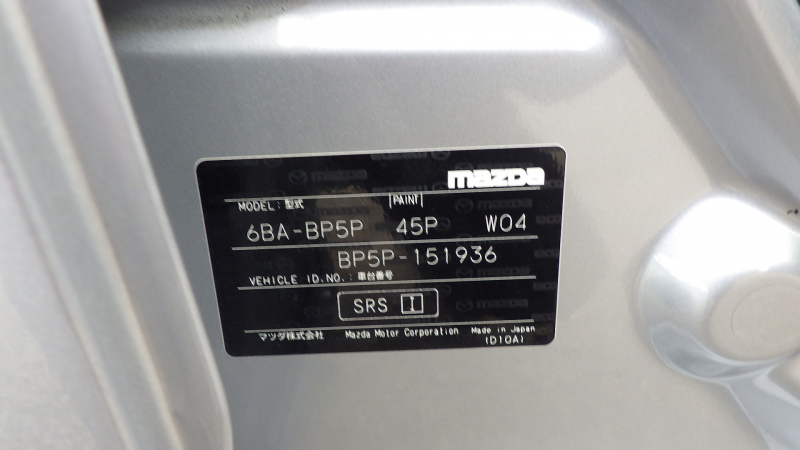 mazda
MODEL:型式 PAINT
6BA-BP5P 45P W04
BP5P-151936
VEHICLE ID.NO.:車台番号
SRS I
マツダ株式会社 Mazda Motor Corporation Made in Japan
(D10A)